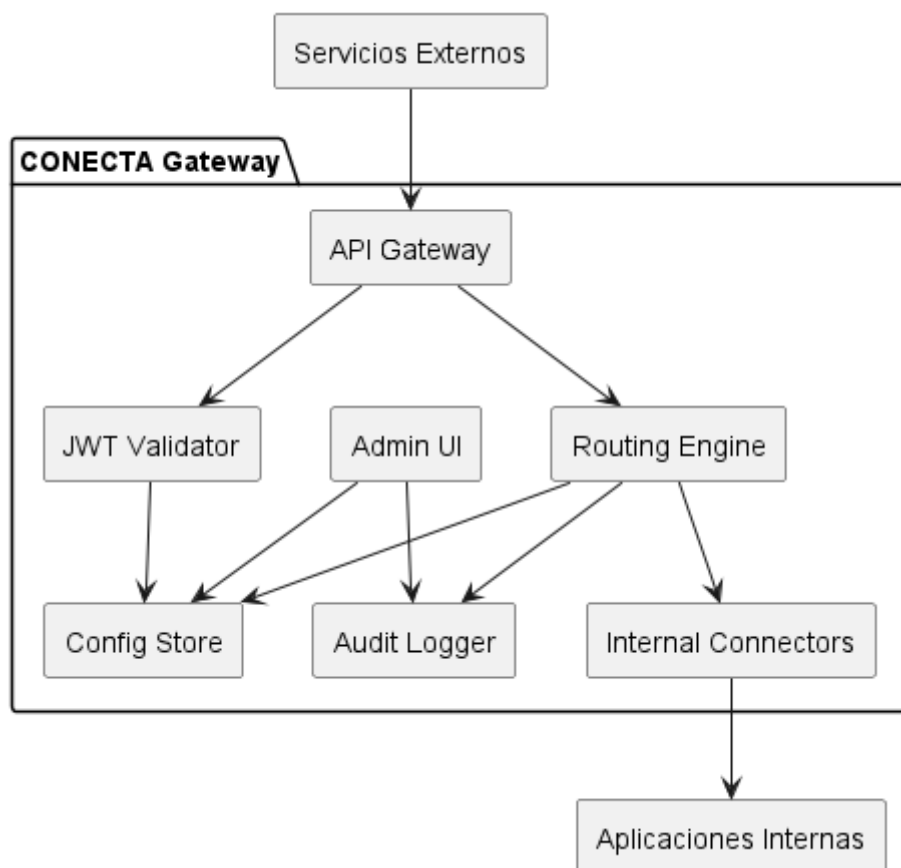 Servicios Externos
CONECTA Gateway
API Gateway
JWT Validator
Admin UI
Routing Engine
Config Store
Audit Logger
Internal Connectors
Aplicaciones Internas